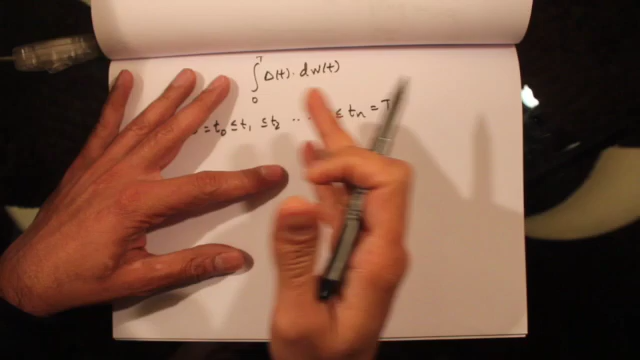 ∫₀ᵀ Δ(t). dW(t)
= t₀ ≤ t₁ ≤ t₂ .. ≤ tₙ = T